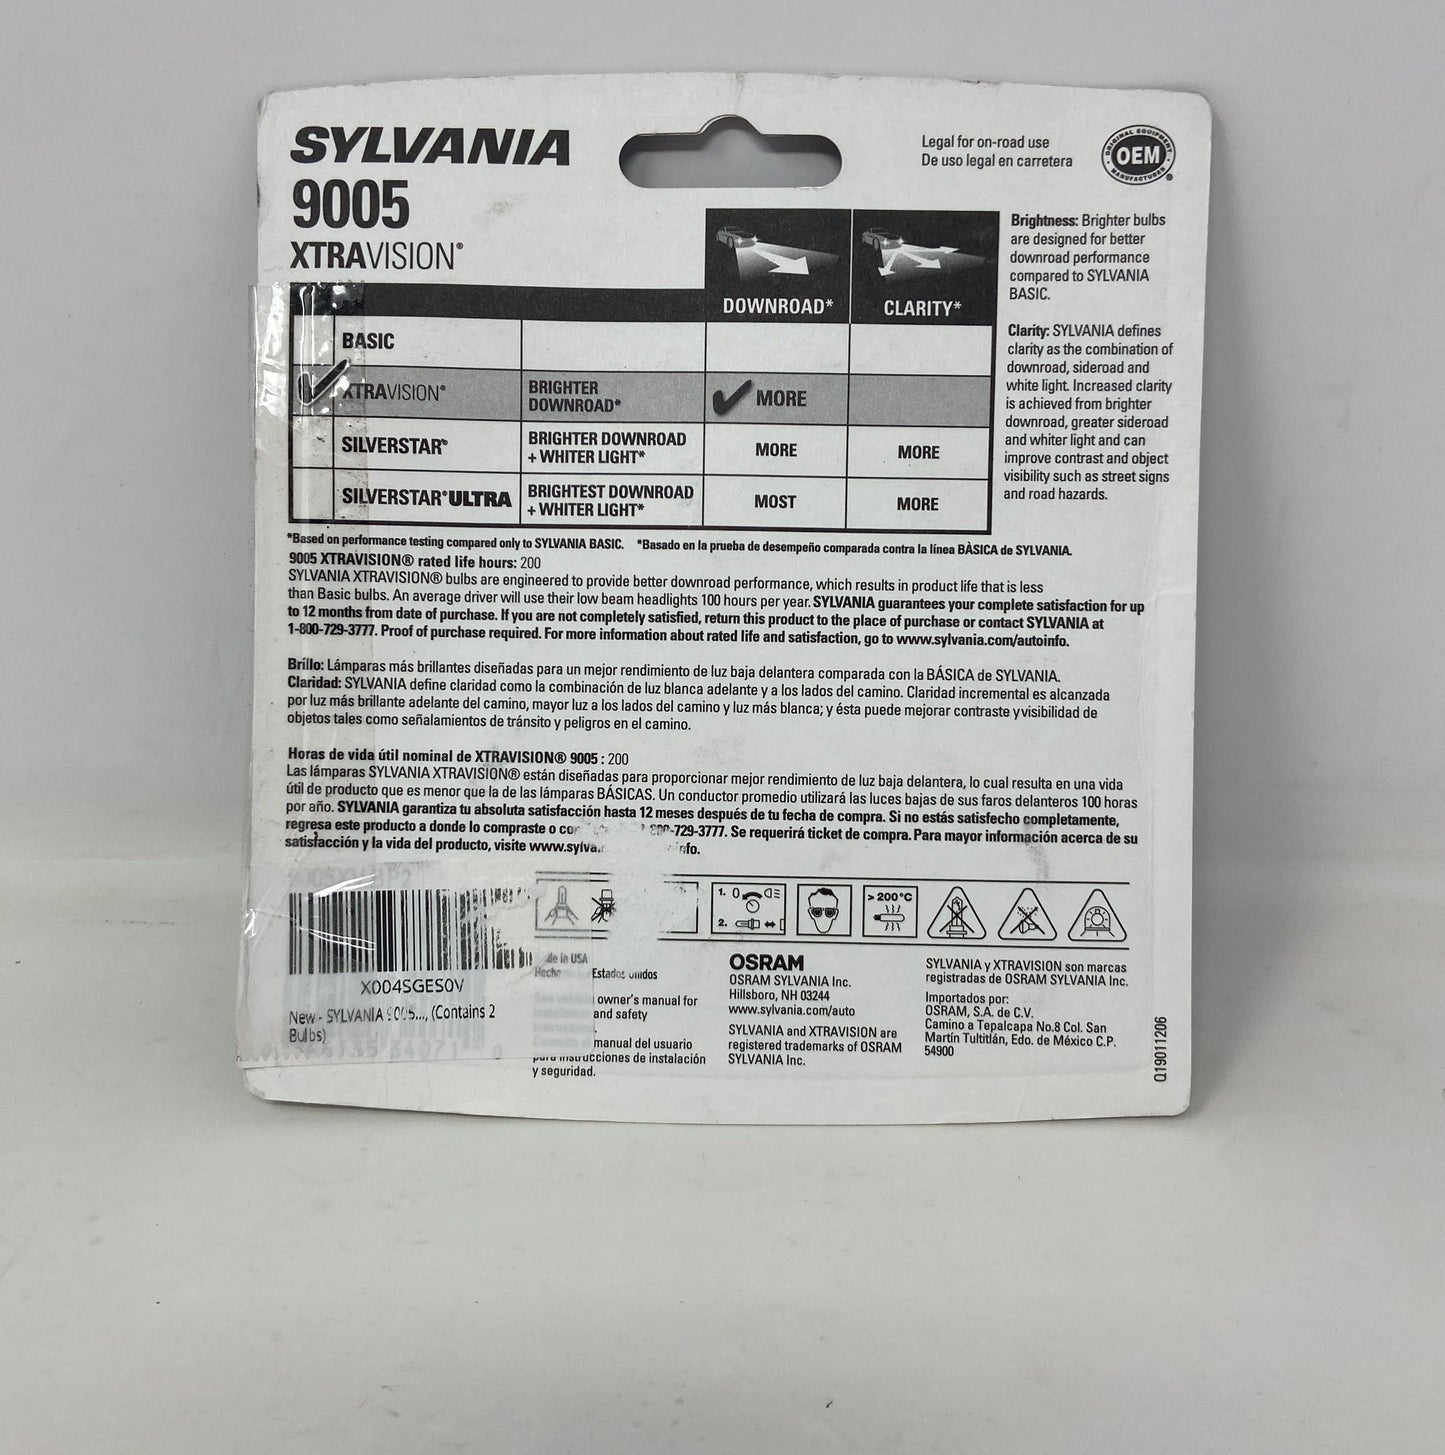 SYLVANIA
9005
XTRAVISION®
Legal for on-road use
De uso legal en carretera
ORIGINAL EQUIPMENT
OEM
MANUFACTURER
DOWNROAD* CLARITY*
BASIC
XTRAVISION® BRIGHTER DOWNROAD* MORE
SILVERSTAR® BRIGHTER DOWNROAD + WHITER LIGHT* MORE MORE
SILVERSTAR® ULTRA BRIGHTEST DOWNROAD + WHITER LIGHT* MOST MORE
Brightness: Brighter bulbs
are designed for better
downroad performance
compared to SYLVANIA
BASIC.
Clarity: SYLVANIA defines
clarity as the combination of
downroad, sideroad and
white light. Increased clarity
is achieved from brighter
downroad, greater sideroad
and whiter light and can
improve contrast and object
visibility such as street signs
and road hazards.
*Based on performance testing compared only to SYLVANIA BASIC. *Basado en la prueba de desempeño comparada contra la línea BÀSICA de SYLVANIA.
9005 XTRAVISION® rated life hours: 200
SYLVANIA XTRAVISION® bulbs are engineered to provide better downroad performance, which results in product life that is less
than Basic bulbs. An average driver will use their low beam headlights 100 hours per year. SYLVANIA guarantees your complete satisfaction for up
to 12 months from date of purchase. If you are not completely satisfied, return this product to the place of purchase or contact SYLVANIA at
1-800-729-3777. Proof of purchase required. For more information about rated life and satisfaction, go to www.sylvania.com/autoinfo.
Brillo: Lámparas más brillantes diseñadas para un mejor rendimiento de luz baja delantera comparada con la BÁSICA de SYLVANIA.
Claridad: SYLVANIA define claridad como la combinación de luz blanca adelante y a los lados del camino. Claridad incremental es alcanzada
por luz más brillante adelante del camino, mayor luz a los lados del camino y luz más blanca; y ésta puede mejorar contraste y visibilidad de
objetos tales como señalamientos de tránsito y peligros en el camino.
Horas de vida útil nominal de XTRAVISION® 9005 : 200
Las lámparas SYLVANIA XTRAVISION® están diseñadas para proporcionar mejor rendimiento de luz baja delantera, lo cual resulta en una vida
útil de producto que es menor que la de las lámparas BÁSICAS. Un conductor promedio utilizará las luces bajas de sus faros delanteros 100 horas
por año. SYLVANIA garantiza tu absoluta satisfacción hasta 12 meses después de tu fecha de compra. Si no estás satisfecho completamente,
regresa este producto a donde lo compraste o -729-3777. Se requerirá ticket de compra. Para mayor información acerca de su
satisfacción y la vida del producto, visite www.sylva nfo.
1. 0
2.
> 200°C
X004SGES0V
New - SYLVANIA 9005..., (Contains 2
Bulbs)
de in USA
Estados Unidos
owner's manual for
and safety
manual del usuario
para instrucciones de instalación
y seguridad.
OSRAM
OSRAM SYLVANIA Inc.
Hillsboro, NH 03244
www.sylvania.com/auto
SYLVANIA and XTRAVISION are
registered trademarks of OSRAM
SYLVANIA Inc.
SYLVANIA y XTRAVISION son marcas
registradas de OSRAM SYLVANIA Inc.
Importados por:
OSRAM, S.A. de C.V.
Camino a Tepalcapa No.8 Col. San
Martín Tultitlán, Edo. de México C.P.
54900
Q19011206